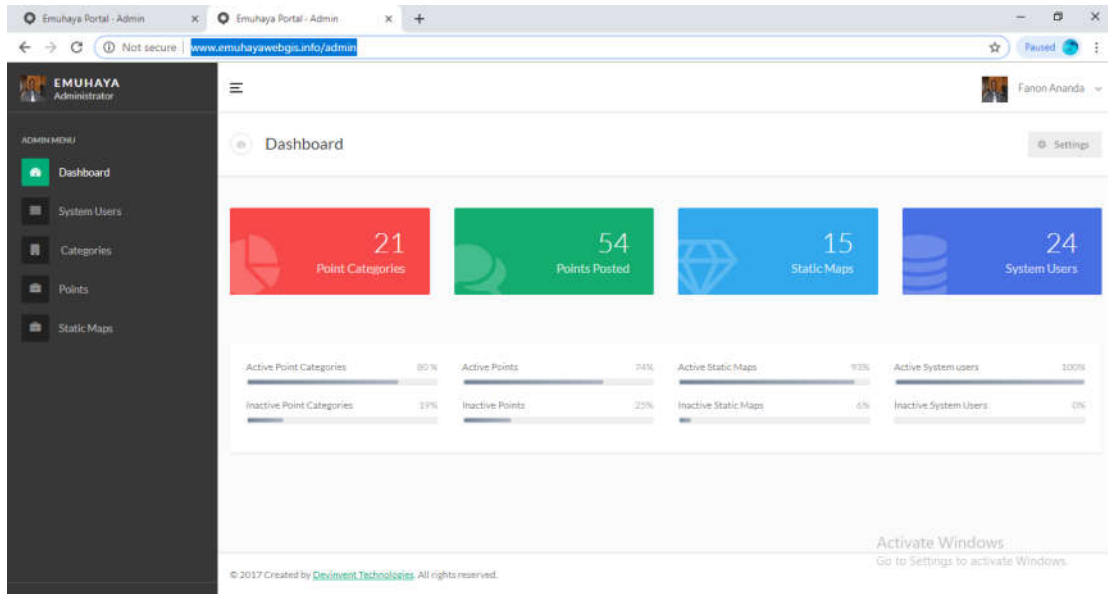 Emuhaya Portal - Admin
Emuhaya Portal - Admin
Not secure
www.emuhayawebgis.info/admin
Paused
EMUHAYA
Administrator
Fanon Ananda
ADMIN MENU
Dashboard
System Users
Categories
Points
Static Maps
Dashboard
Settings
21
Point Categories
54
Points Posted
15
Static Maps
24
System Users
Active Point Categories 80 %
Active Points 74%
Active Static Maps 93%
Active System users 100%
Inactive Point Categories 19%
Inactive Points 25%
Inactive Static Maps 6%
Inactive System Users 0%
Activate Windows
Go to Settings to activate Windows.
© 2017 Created by Devinvent Technologies. All rights reserved.